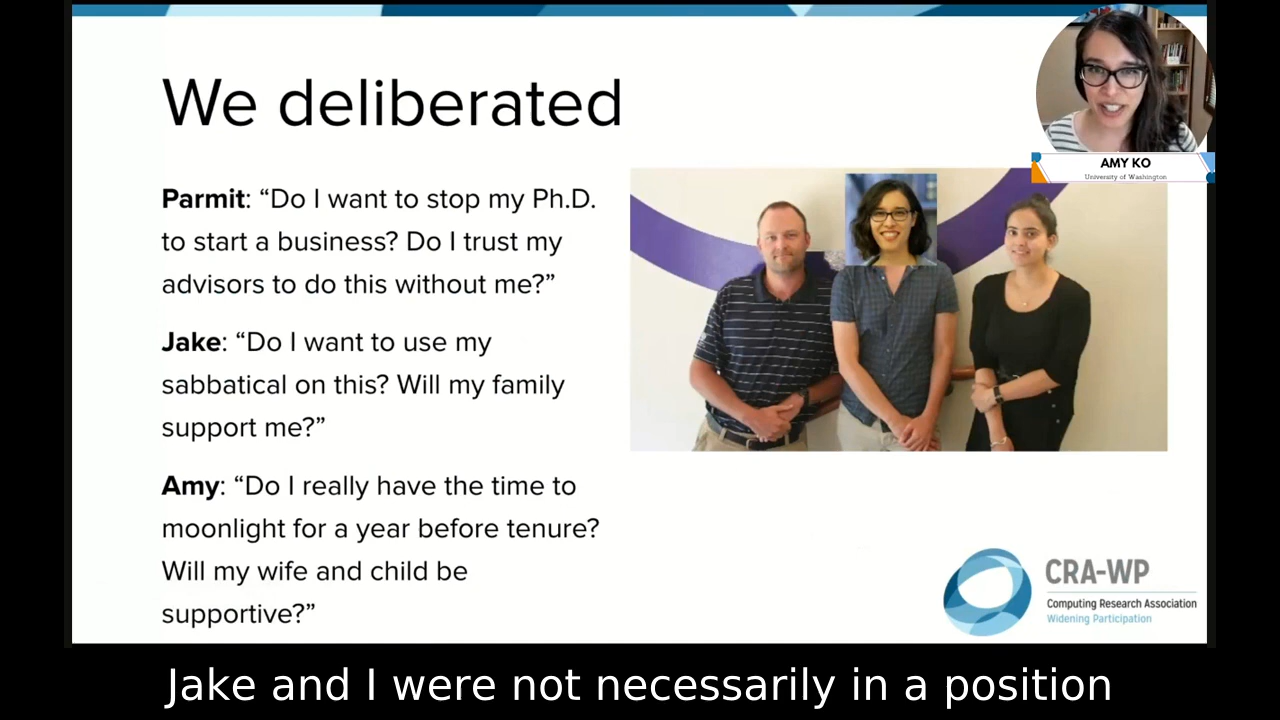 We deliberated
Parmit: “Do I want to stop my Ph.D.
to start a business? Do I trust my
advisors to do this without me?”
Jake: “Do I want to use my
sabbatical on this? Will my family
support me?”
Amy: “Do I really have the time to
moonlight for a year before tenure?
Will my wife and child be
supportive?”
AMY KO
University of Washington
CRA-WP
Computing Research Association
Widening Participation
Jake and I were not necessarily in a position